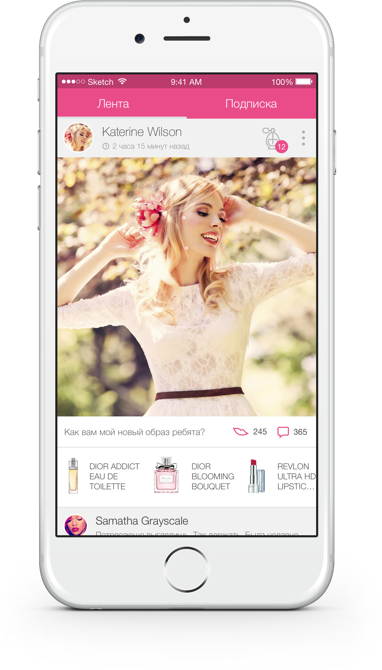 Sketch 9:41 AM 100%
Лента Подписка
Katerine Wilson
2 часа 15 минут назад
12
Как вам мой новый образ ребята? 245 365
DIOR ADDICT
EAU DE
TOILETTE
DIOR
BLOOMING
BOUQUET
REVLON
ULTRA HD
LIPSTIC...
Samatha Grayscale